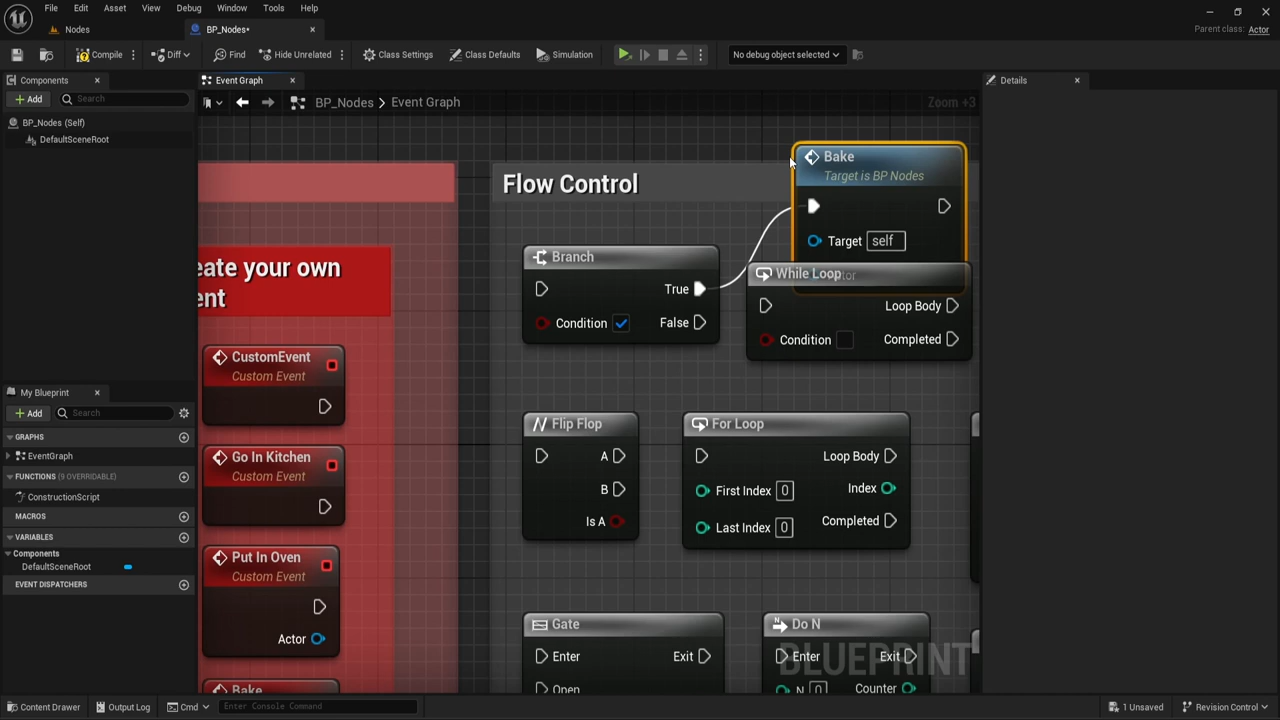 File Edit Asset View Debug Window Tools Help
Nodes
BP_Nodes*
Parent class: Actor
Compile Diff Find Hide Unrelated Class Settings Class Defaults Simulation No debug object selected
Components
Event Graph
Details
+ Add Search
BP_Nodes > Event Graph
Zoom +3
BP_Nodes (Self)
DefaultSceneRoot
Bake
Target is BP Nodes
Target self
tor
Flow Control
Branch
True
Condition False
While Loop
Loop Body
Condition Completed
eate your own
ent
CustomEvent
Custom Event
Flip Flop
A
B
Is A
For Loop
Loop Body
First Index 0 Index
Last Index 0 Completed
Go In Kitchen
Custom Event
Put In Oven
Custom Event
Actor
Bake
Gate
Enter Exit
Open
Do N
N
Enter Exit
N 0 Counter
BLUEPRINT
My Blueprint
+ Add Search
GRAPHS
EventGraph
FUNCTIONS (9 OVERRIDABLE)
ConstructionScript
MACROS
VARIABLES
Components
DefaultSceneRoot
EVENT DISPATCHERS
Content Drawer Output Log Cmd Enter Console Command 1 Unsaved Revision Control